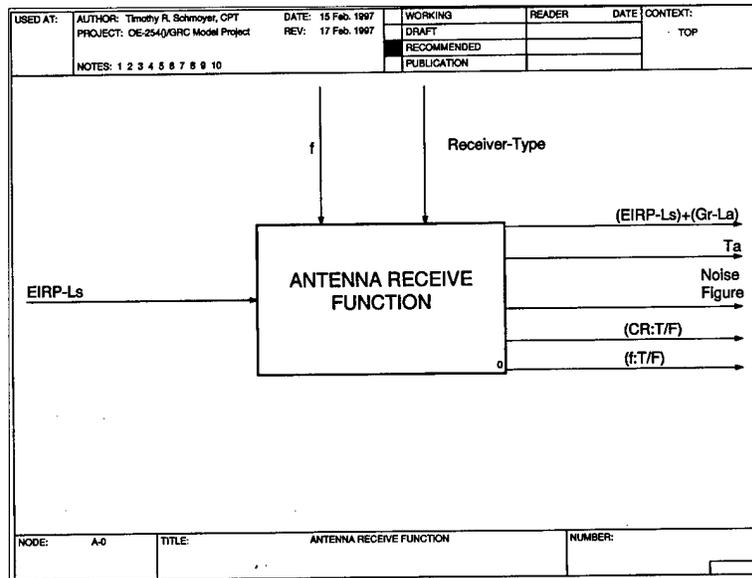 USED AT:
AUTHOR: Timothy R. Schmoyer, CPT
DATE: 15 Feb. 1997
PROJECT: OE-254()/GRC Model Project
REV: 17 Feb. 1997
NOTES: 1 2 3 4 5 6 7 8 9 10
WORKING
DRAFT
RECOMMENDED
PUBLICATION
READER DATE
CONTEXT:
TOP
f
Receiver-Type
EIRP-Ls
ANTENNA RECEIVE
FUNCTION
0
(EIRP-Ls)+(Gr-La)
Ta
Noise
Figure
(CR:T/F)
(f:T/F)
NODE: A-0
TITLE: ANTENNA RECEIVE FUNCTION
NUMBER: